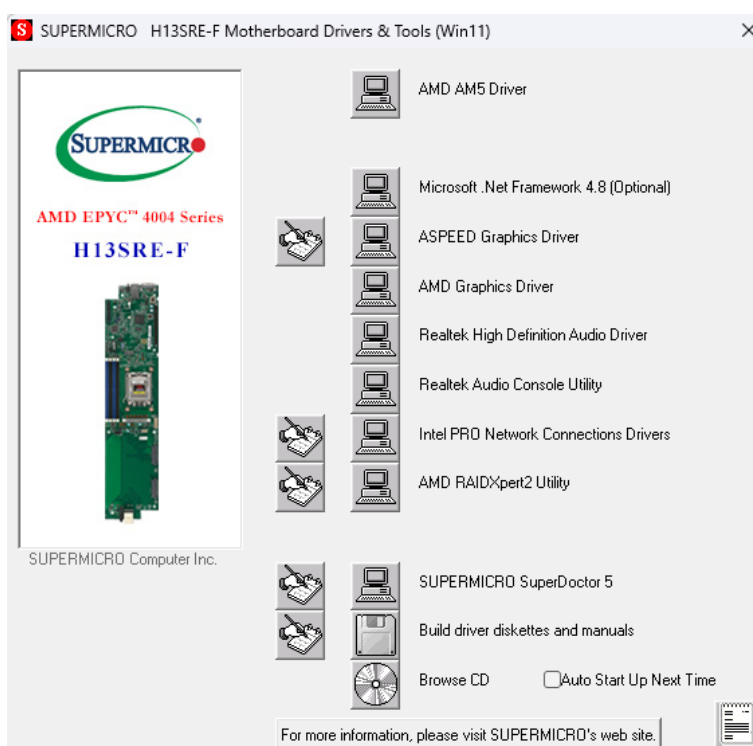 S SUPERMICRO H13SRE-F Motherboard Drivers & Tools (Win11)
SUPERMICR
AMD EPYC™ 4004 Series
H13SRE-F
SUPERMICRO Computer Inc.
AMD AM5 Driver
Microsoft .Net Framework 4.8 (Optional)
ASPEED Graphics Driver
AMD Graphics Driver
Realtek High Definition Audio Driver
Realtek Audio Console Utility
Intel PRO Network Connections Drivers
AMD RAIDXpert2 Utility
SUPERMICRO SuperDoctor 5
Build driver diskettes and manuals
Browse CD
Auto Start Up Next Time
For more information, please visit SUPERMICRO's web site.